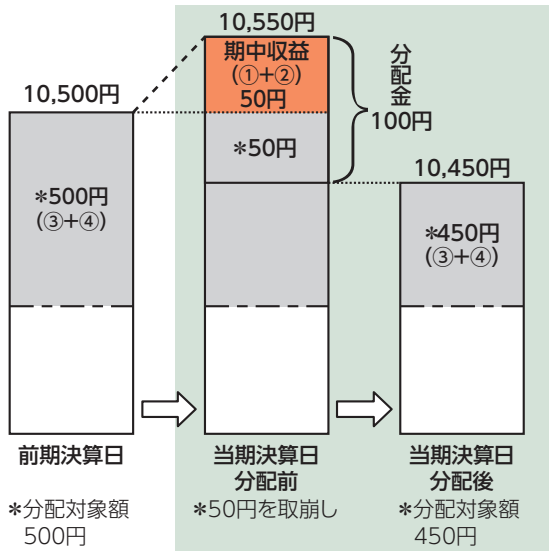 10,550円
期中収益
(①+②)
50円
分配金
100円
10,500円
*50円
10,450円
*500円
(③+④)
*450円
(③+④)
前期決算日
当期決算日
分配前
当期決算日
分配後
*分配対象額
500円
*50円を取崩し
*分配対象額
450円